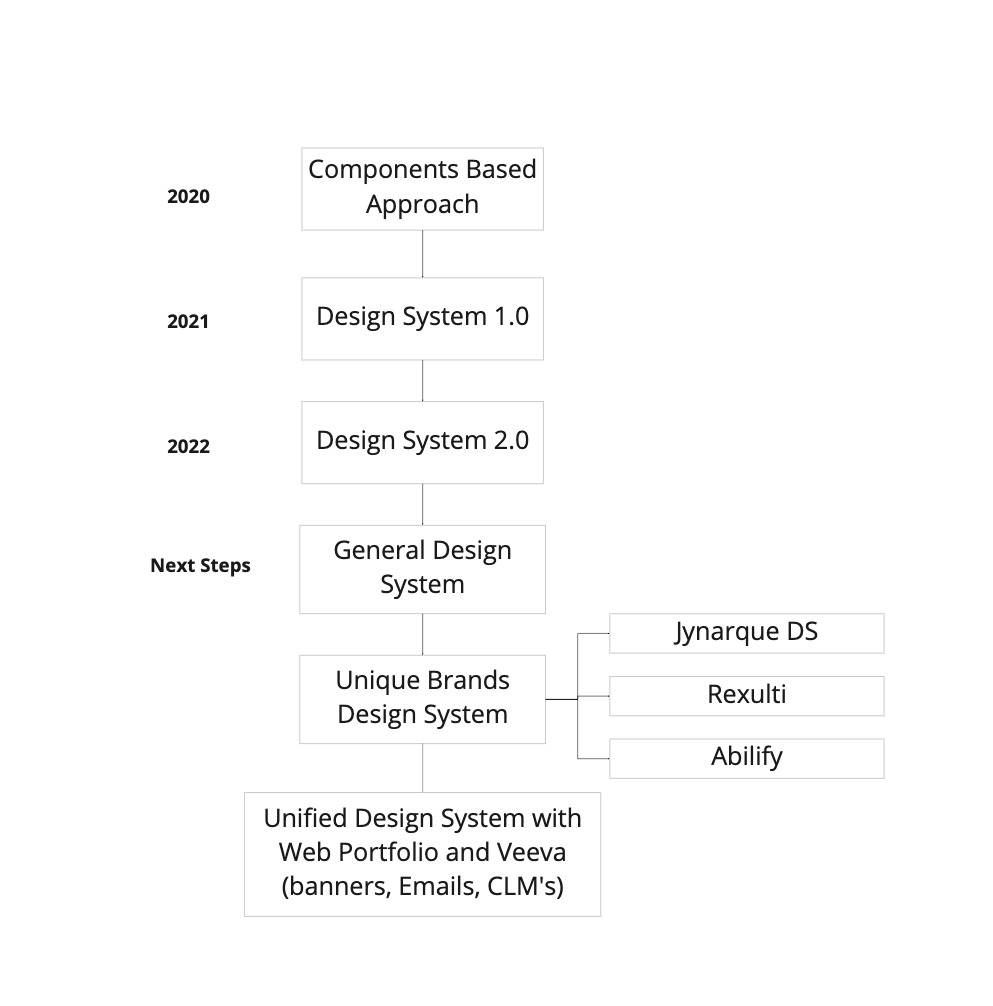 2020
Components Based
Approach
2021
Design System 1.0
2022
Design System 2.0
Next Steps
General Design
System
Unique Brands
Design System
Jynarque DS
Rexulti
Abilify
Unified Design System with
Web Portfolio and Veeva
(banners, Emails, CLM's)